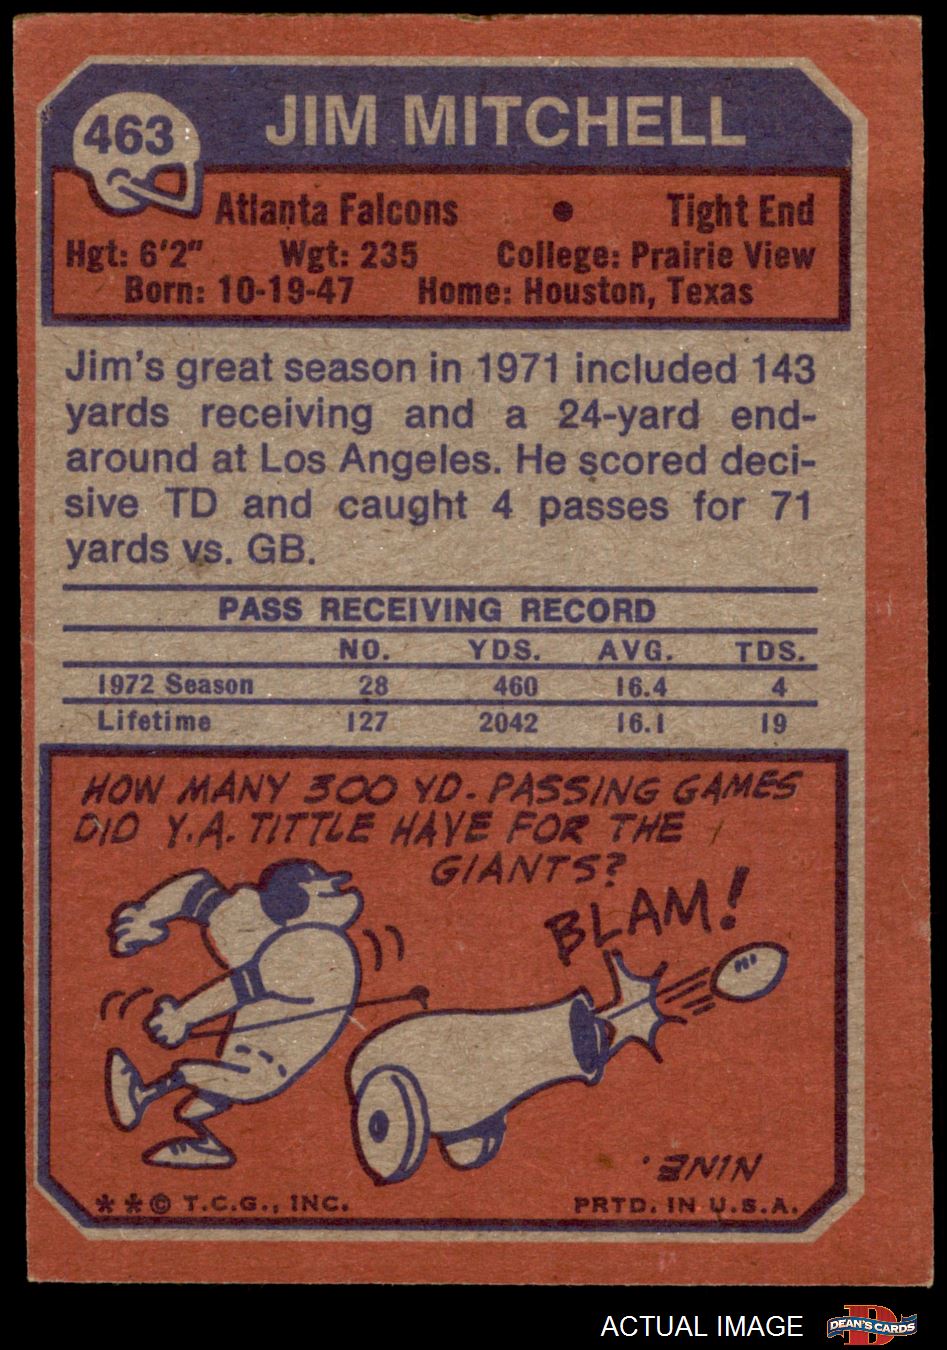 463
JIM MITCHELL
Atlanta Falcons • Tight End
Hgt: 6'2" Wgt: 235 College: Prairie View
Born: 10-19-47 Home: Houston, Texas
Jim's great season in 1971 included 143
yards receiving and a 24-yard end-
around at Los Angeles. He scored deci-
sive TD and caught 4 passes for 71
yards vs. GB.
PASS RECEIVING RECORD
NO. YDS. AVG. TDS.
1972 Season 28 460 16.4 4
Lifetime 127 2042 16.1 19
HOW MANY 300 YD. PASSING GAMES
DID Y.A. TITTLE HAVE FOR THE
GIANTS?
BLAM!
NINE.
**© T.C.G., INC. PRTD. IN U.S.A.
ACTUAL IMAGE
D
DEAN'S CARDS